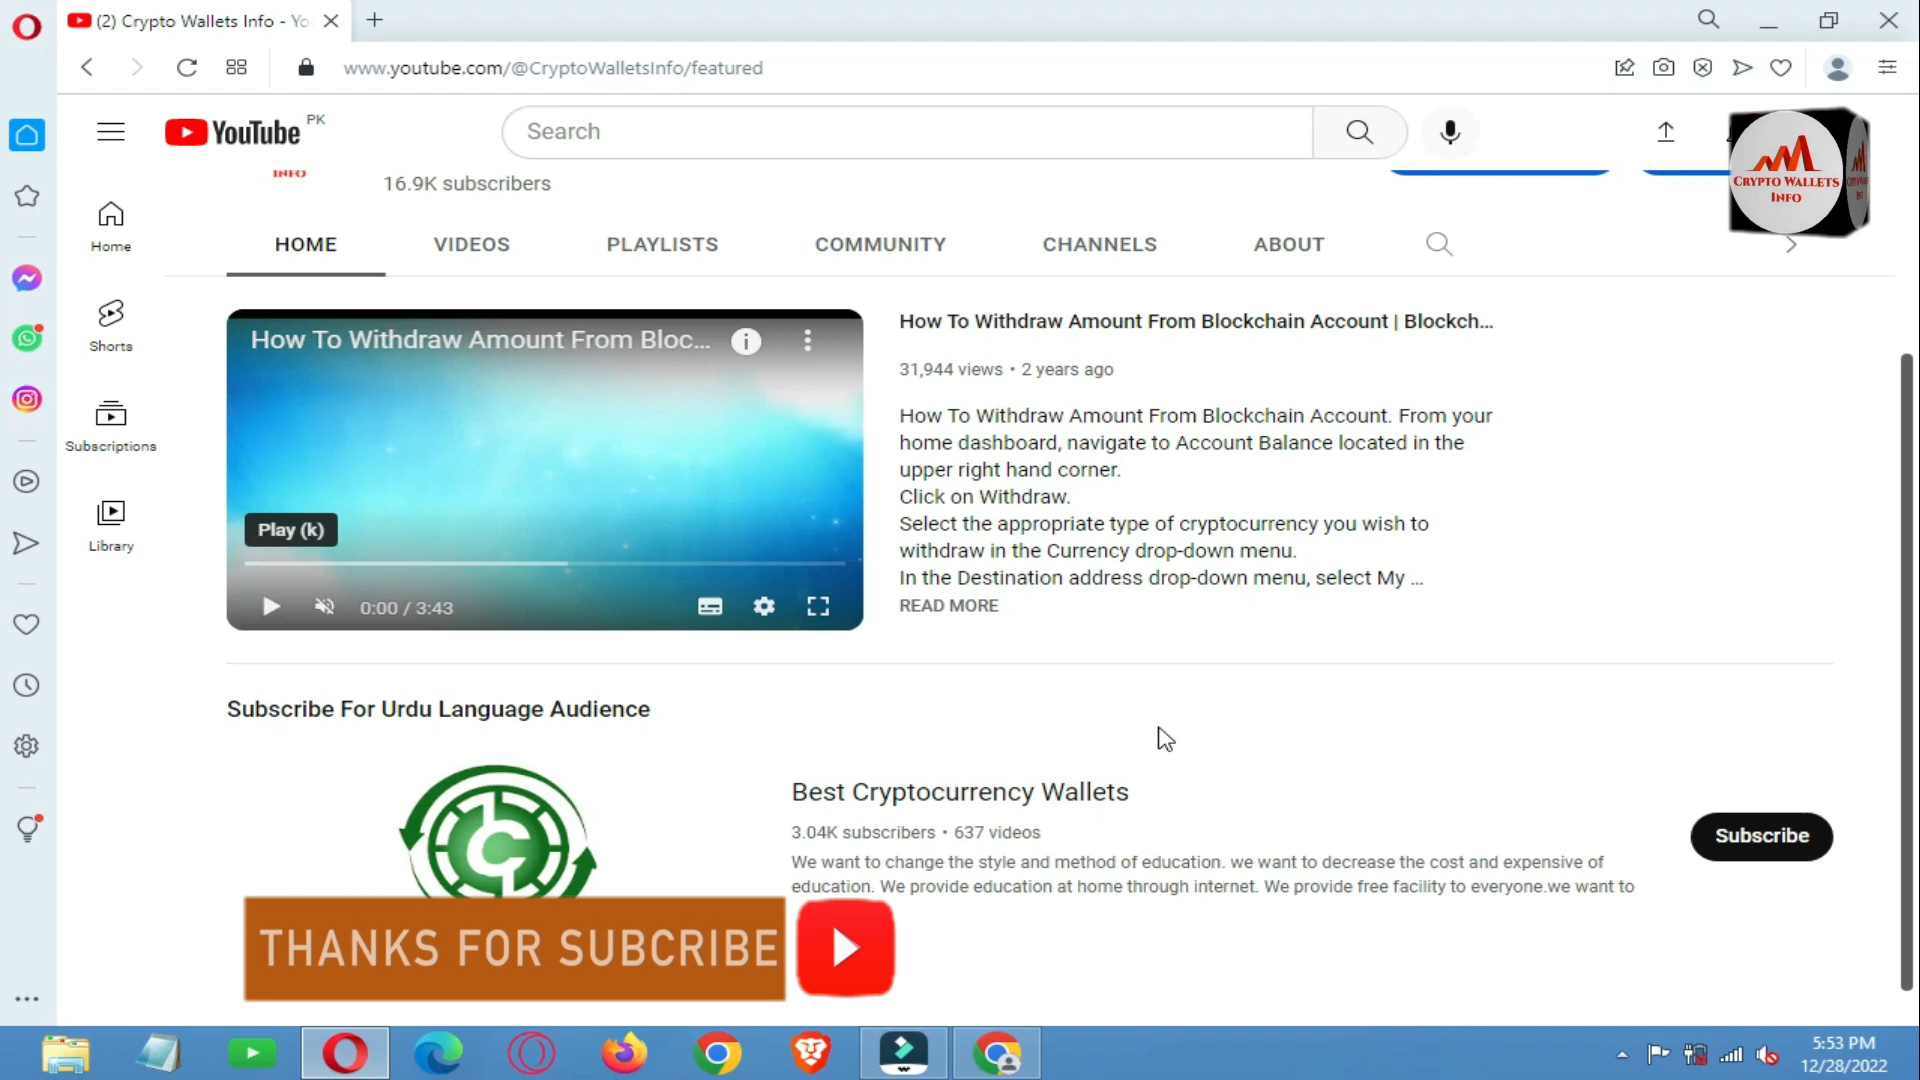 (2) Crypto Wallets Info - Yo
www.youtube.com/@CryptoWalletsInfo/featured
YouTube PK
Search
CRYPTO WALLETS
INFO
INFO
16.9K subscribers
HOME VIDEOS PLAYLISTS COMMUNITY CHANNELS ABOUT
Home
Shorts
Subscriptions
Library
How To Withdraw Amount From Bloc...
Play (k)
0:00 / 3:43
How To Withdraw Amount From Blockchain Account | Blockch...
31,944 views • 2 years ago
How To Withdraw Amount From Blockchain Account. From your
home dashboard, navigate to Account Balance located in the
upper right hand corner.
Click on Withdraw.
Select the appropriate type of cryptocurrency you wish to
withdraw in the Currency drop-down menu.
In the Destination address drop-down menu, select My ...
READ MORE
Subscribe For Urdu Language Audience
Best Cryptocurrency Wallets
3.04K subscribers • 637 videos
We want to change the style and method of education. we want to decrease the cost and expensive of
education. We provide education at home through internet. We provide free facility to everyone.we want to
Subscribe
THANKS FOR SUBCRIBE
5:53 PM
12/28/2022